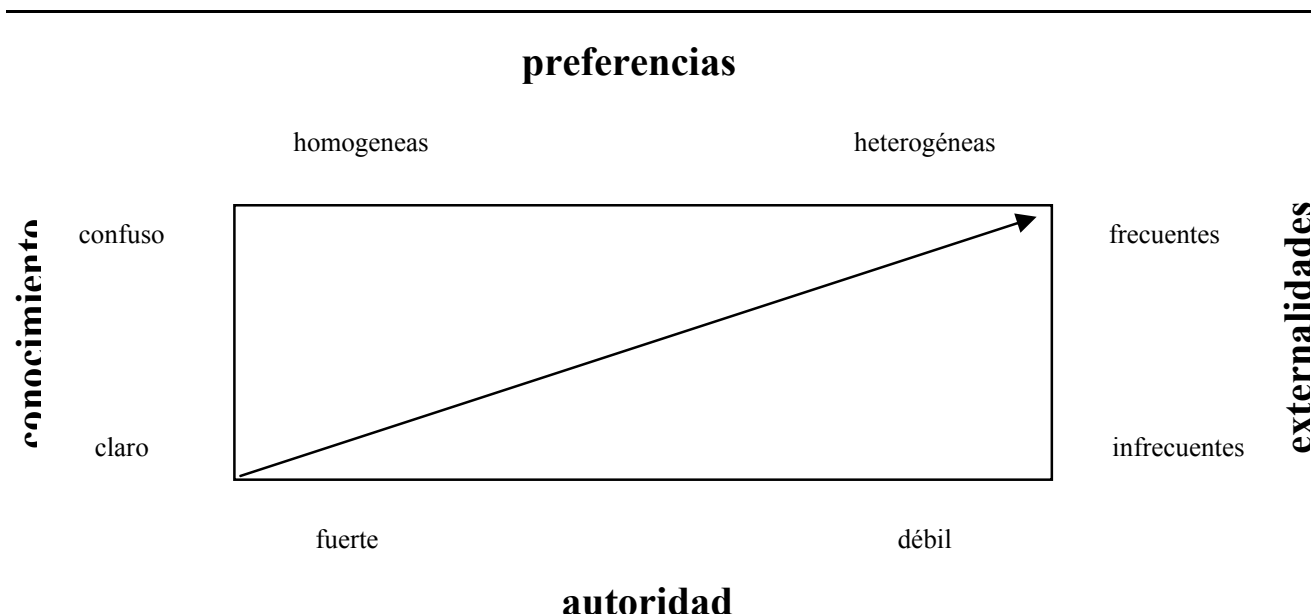 preferencias
homogeneas heterogéneas
confuso frecuentes
conocimiento
externalidades
claro infrecuentes
fuerte débil
autoridad